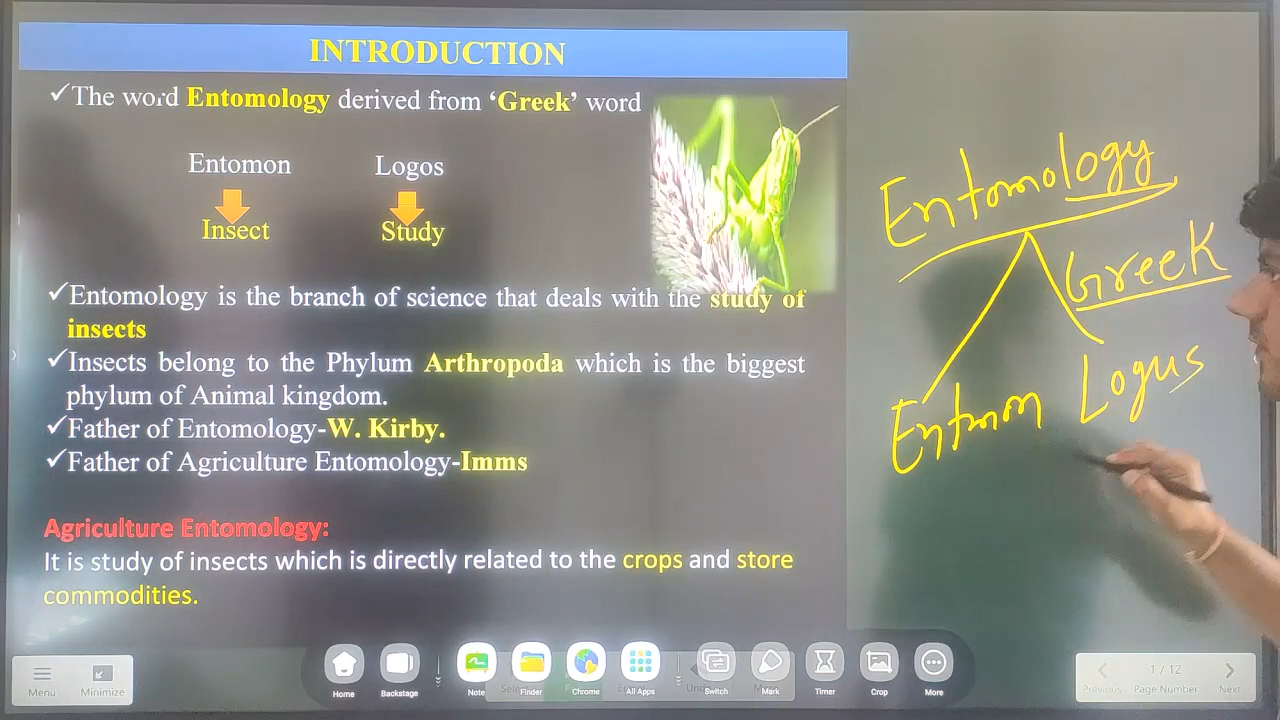 INTRODUCTION
✓The word Entomology derived from ‘Greek’ word
Entomon Logos
Insect Study
✓Entomology is the branch of science that deals with the study of
insects
✓Insects belong to the Phylum Arthropoda which is the biggest
phylum of Animal kingdom.
✓Father of Entomology-W. Kirby.
✓Father of Agriculture Entomology-Imms
Agriculture Entomology:
It is study of insects which is directly related to the crops and store
commodities.
Entomology
Greek
Entmon Logus
Menu Minimize
Home Backstage Note Finder Chrome All Apps Switch Mark Timer Crop More
1 / 12
Previous Page Number Next